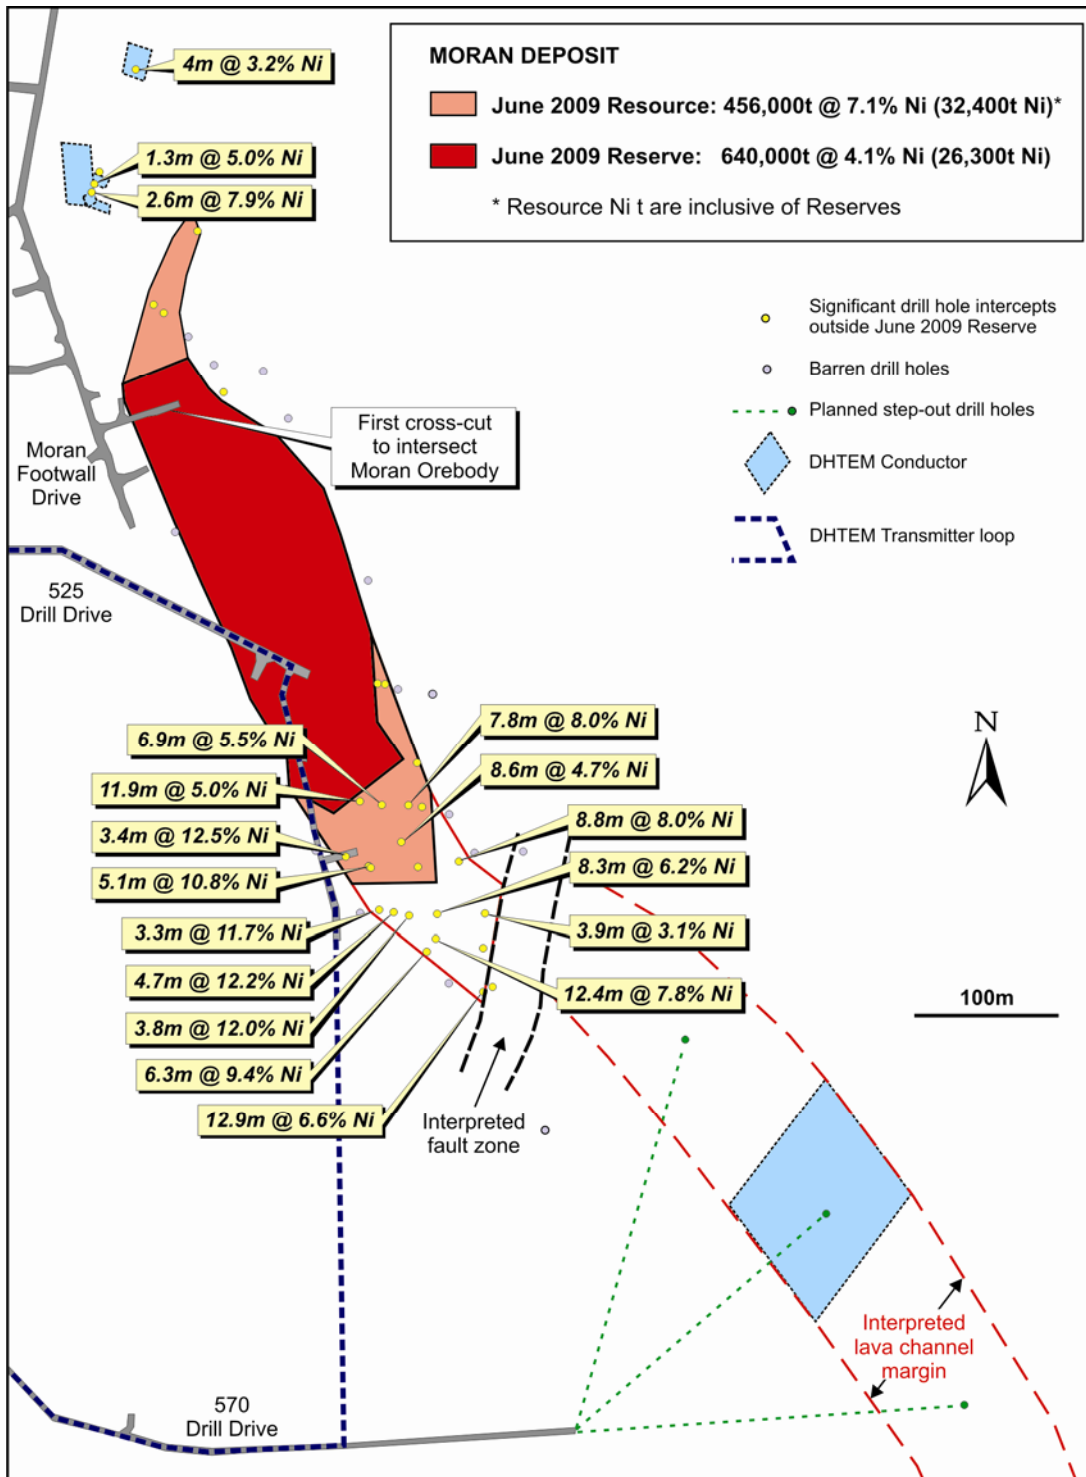 4m @ 3.2% Ni
1.3m @ 5.0% Ni
2.6m @ 7.9% Ni
MORAN DEPOSIT
June 2009 Resource: 456,000t @ 7.1% Ni (32,400t Ni)*
June 2009 Reserve: 640,000t @ 4.1% Ni (26,300t Ni)
* Resource Ni t are inclusive of Reserves
Significant drill hole intercepts
outside June 2009 Reserve
Barren drill holes
Planned step-out drill holes
DHTEM Conductor
DHTEM Transmitter loop
First cross-cut
to intersect
Moran Orebody
Moran
Footwall
Drive
525
Drill Drive
7.8m @ 8.0% Ni
6.9m @ 5.5% Ni
8.6m @ 4.7% Ni
11.9m @ 5.0% Ni
8.8m @ 8.0% Ni
3.4m @ 12.5% Ni
8.3m @ 6.2% Ni
5.1m @ 10.8% Ni
3.3m @ 11.7% Ni
3.9m @ 3.1% Ni
4.7m @ 12.2% Ni
12.4m @ 7.8% Ni
3.8m @ 12.0% Ni
6.3m @ 9.4% Ni
12.9m @ 6.6% Ni
N
100m
Interpreted
fault zone
Interpreted
lava channel
margin
570
Drill Drive